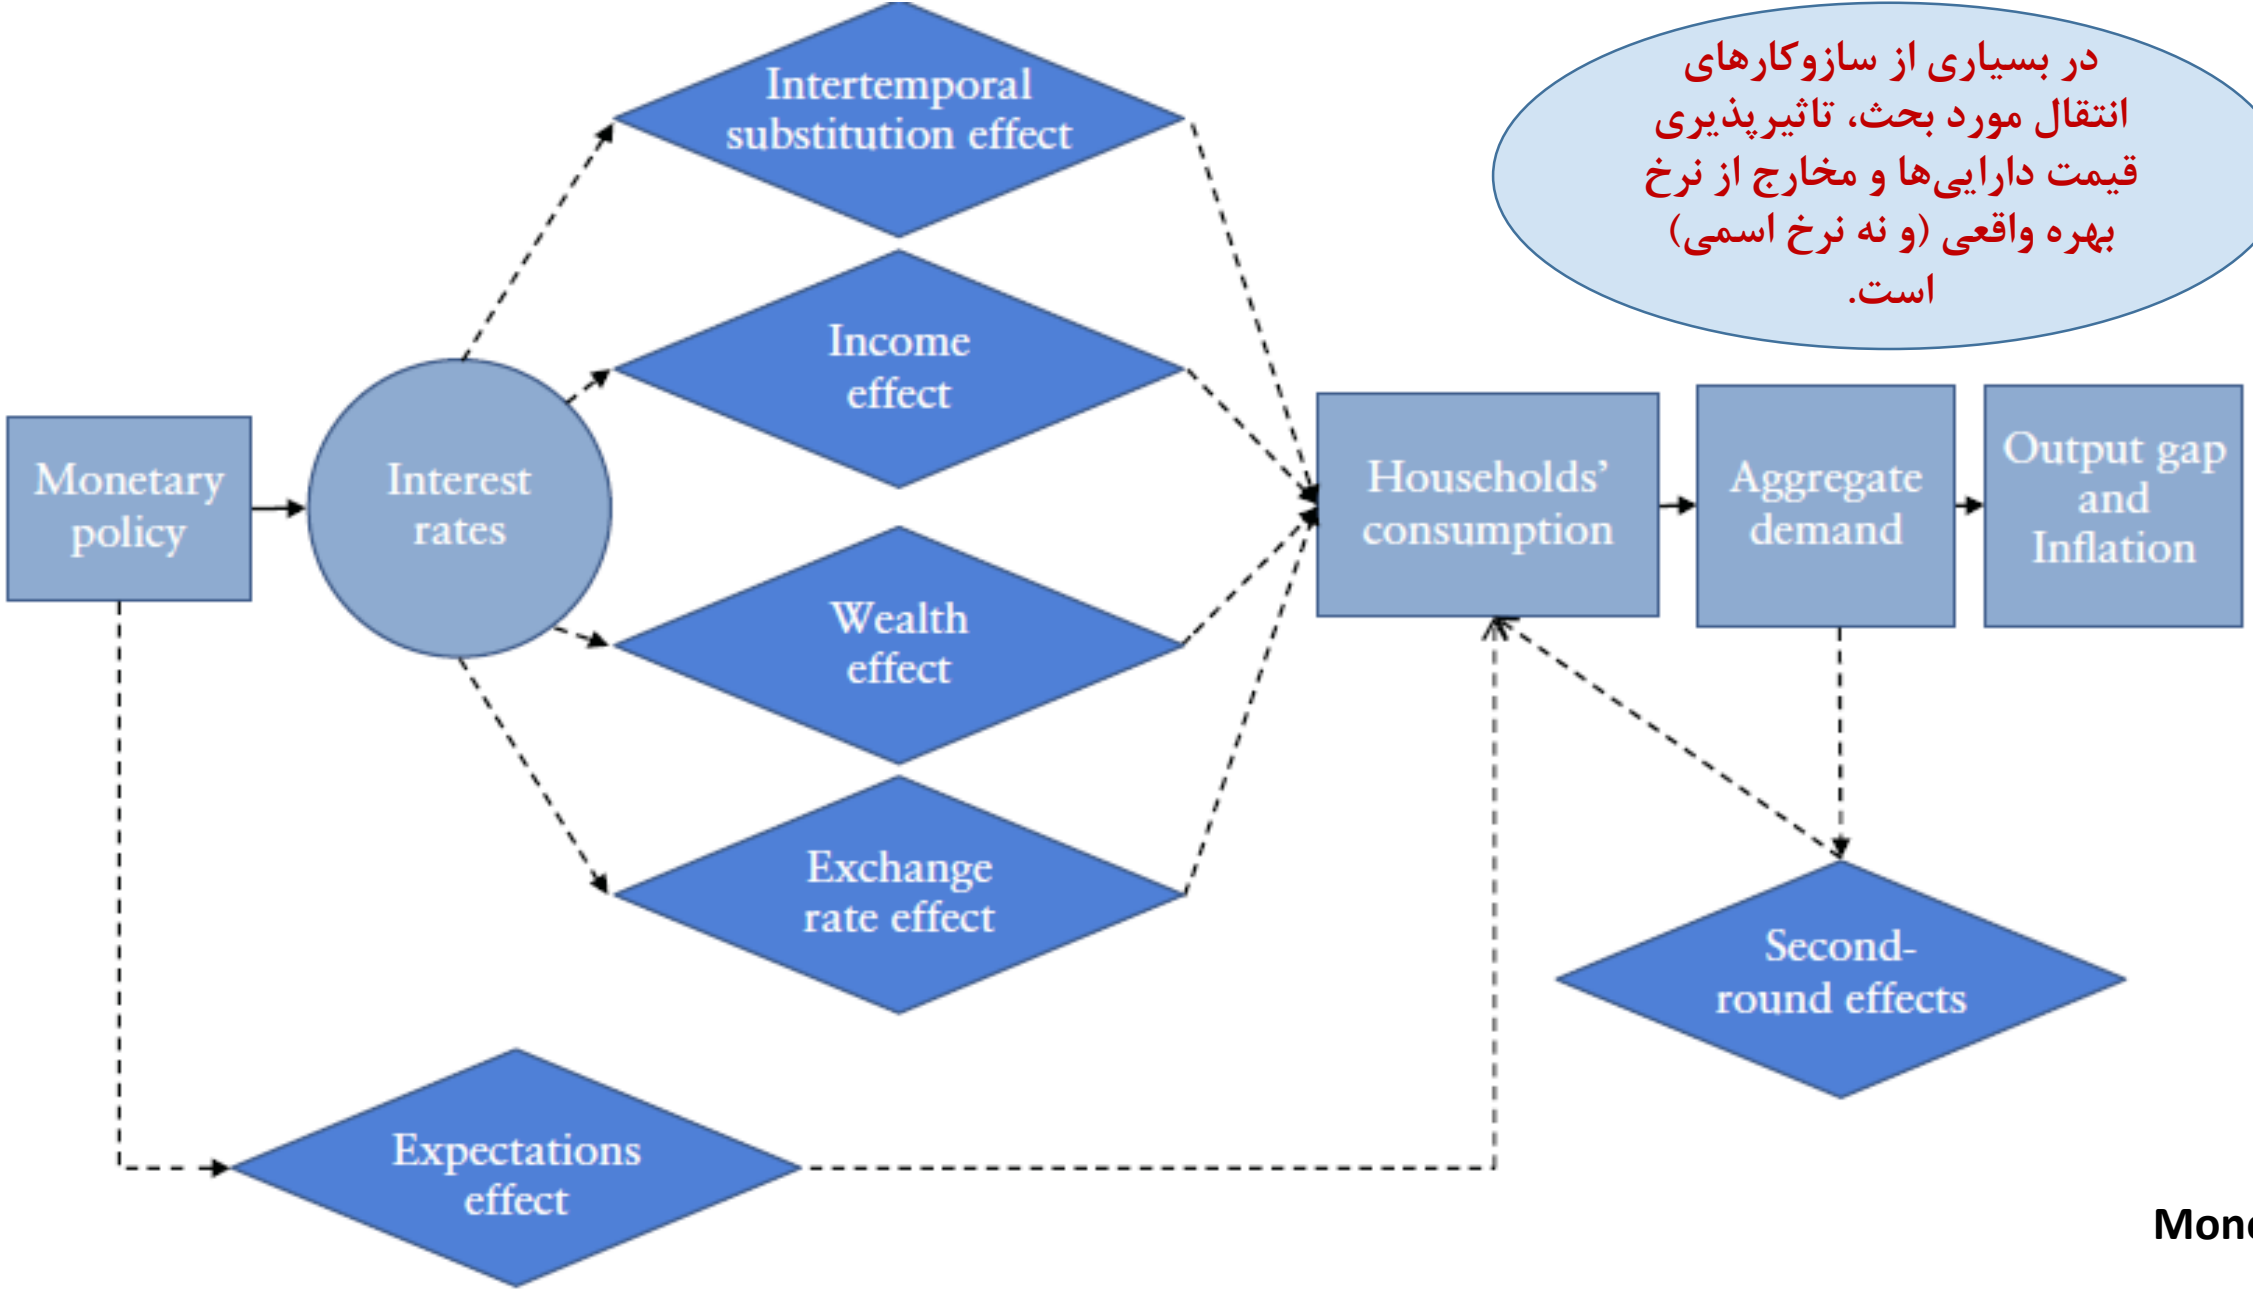 Intertemporal
substitution effect
در بسیاری از سازوکارهای
انتقال مورد بحث، تاثیرپذیری
قیمت دارایی‌ها و مخارج از نرخ
بهره واقعی (و نه نرخ اسمی)
است.
Income
effect
Monetary
policy
Interest
rates
Households’
consumption
Aggregate
demand
Output gap
and
Inflation
Wealth
effect
Exchange
rate effect
Second-
round effects
Expectations
effect